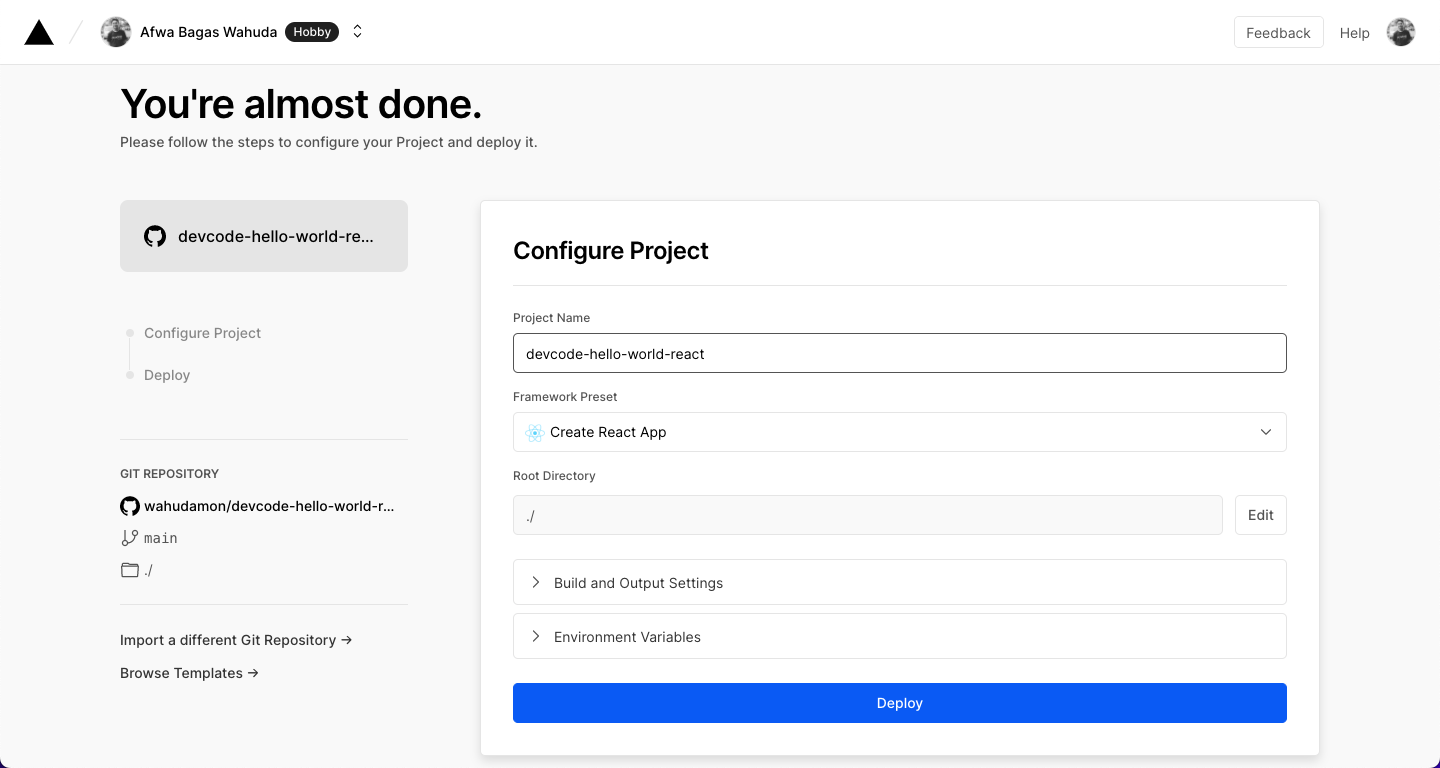 Afwa Bagas Wahuda Hobby
Feedback Help
You're almost done.
Please follow the steps to configure your Project and deploy it.
devcode-hello-world-re...
Configure Project
Deploy
GIT REPOSITORY
wahudamon/devcode-hello-world-r...
main
./
Import a different Git Repository →
Browse Templates →
Configure Project
Project Name
devcode-hello-world-react
Framework Preset
Create React App
Root Directory
./ Edit
Build and Output Settings
Environment Variables
Deploy